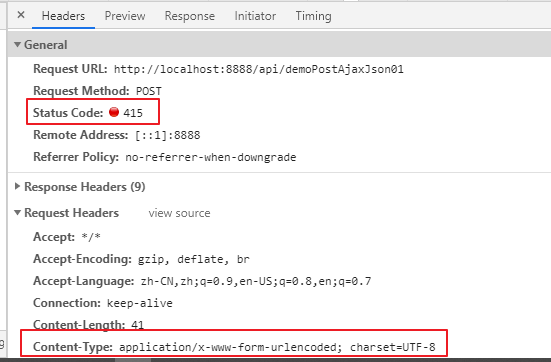 Headers Preview Response Initiator Timing
General
Request URL: http://localhost:8888/api/demoPostAjaxJson01
Request Method: POST
Status Code: 415
Remote Address: [::1]:8888
Referrer Policy: no-referrer-when-downgrade
Response Headers (9)
Request Headers view source
Accept: */*
Accept-Encoding: gzip, deflate, br
Accept-Language: zh-CN,zh;q=0.9,en-US;q=0.8,en;q=0.7
Connection: keep-alive
Content-Length: 41
Content-Type: application/x-www-form-urlencoded; charset=UTF-8